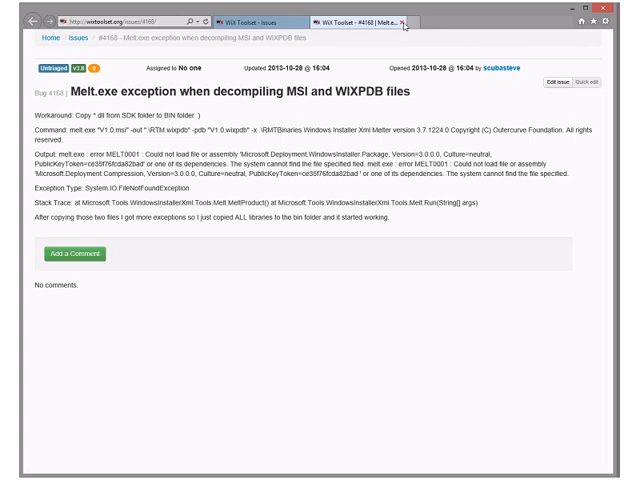 http://wixtoolset.org/issues/4168/
WiX Toolset - Issues
WiX Toolset - #4168 | Melt.e...
Home / Issues / #4168 - Melt.exe exception when decompiling MSI and WIXPDB files
Untriaged v3.8 0 Assigned to No one Updated 2013-10-28 @ 16:04 Opened 2013-10-28 @ 16:04 by scubasteve
Edit issue Quick edit
Bug 4168 | Melt.exe exception when decompiling MSI and WIXPDB files
Workaround: Copy *.dll from SDK folder to BIN folder :)
Command: melt.exe "V1.0.msi" -out ".\RTM.wixpdb" -pdb "V1.0.wixpdb" -x .\RMTBinaries Windows Installer Xml Melter version 3.7.1224.0 Copyright (C) Outercurve Foundation. All rights
reserved.
Output: melt.exe : error MELT0001 : Could not load file or assembly 'Microsoft.Deployment.WindowsInstaller.Package, Version=3.0.0.0, Culture=neutral,
PublicKeyToken=ce35f76fcda82bad' or one of its dependencies. The system cannot find the file specified fied. melt.exe : error MELT0001 : Could not load file or assembly
'Microsoft.Deployment.Compression, Version=3.0.0.0, Culture=neutral, PublicKeyToken=ce35f76fcda82bad ' or one of its dependencies. The system cannot find the file specified.
Exception Type: System.IO.FileNotFoundException
Stack Trace: at Microsoft.Tools.WindowsInstallerXml.Tools.Melt.MeltProduct() at Microsoft.Tools.WindowsInstallerXml.Tools.Melt.Run(String[] args)
After copying those two files I got more exceptions so I just copied ALL libraries to the bin folder and it started working.
Add a Comment
No comments.